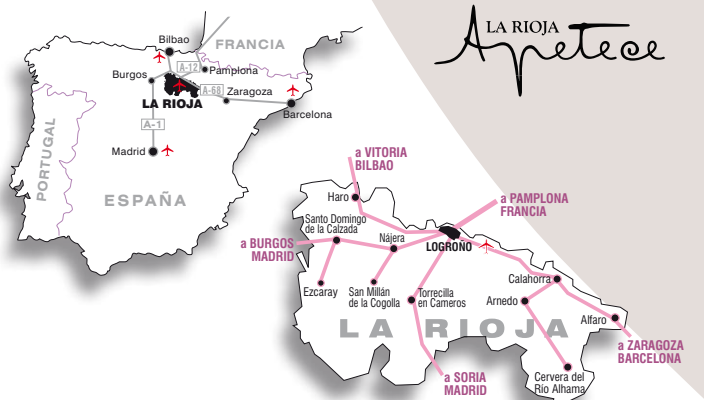 LA RIOJA
Apetece
Bilbao
FRANCIA
A-12
Pamplona
Burgos
A-68
Zaragoza
LA RIOJA
Barcelona
A-1
Madrid
PORTUGAL
ESPAÑA
a VITORIA
BILBAO
Haro
a PAMPLONA
FRANCIA
Santo Domingo
de la Calzada
Nájera
a BURGOS
MADRID
LOGROÑO
Calahorra
Ezcaray
San Millán
de la Cogolla
Torrecilla
en Cameros
Arnedo
Alfaro
LA RIOJA
a ZARAGOZA
BARCELONA
a SORIA
MADRID
Cervera del
Río Alhama